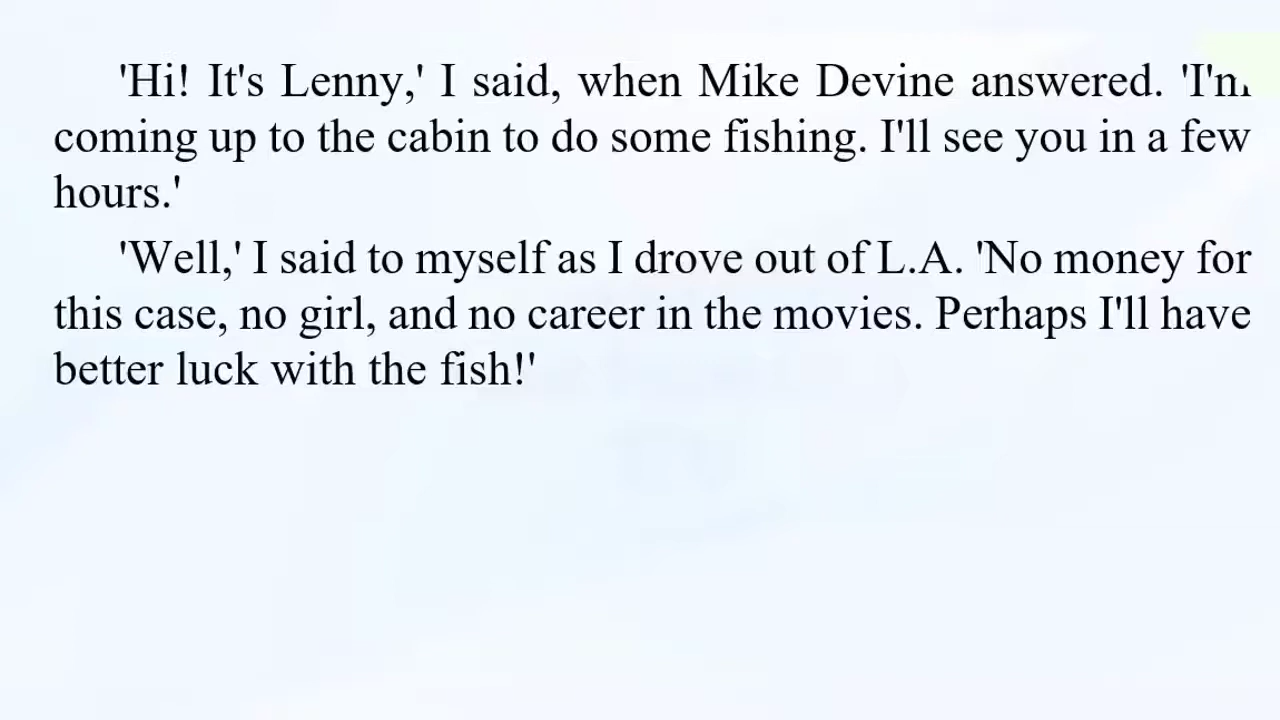 'Hi! It's Lenny,' I said, when Mike Devine answered. 'I'm
coming up to the cabin to do some fishing. I'll see you in a few
hours.'
'Well,' I said to myself as I drove out of L.A. 'No money for
this case, no girl, and no career in the movies. Perhaps I'll have
better luck with the fish!'